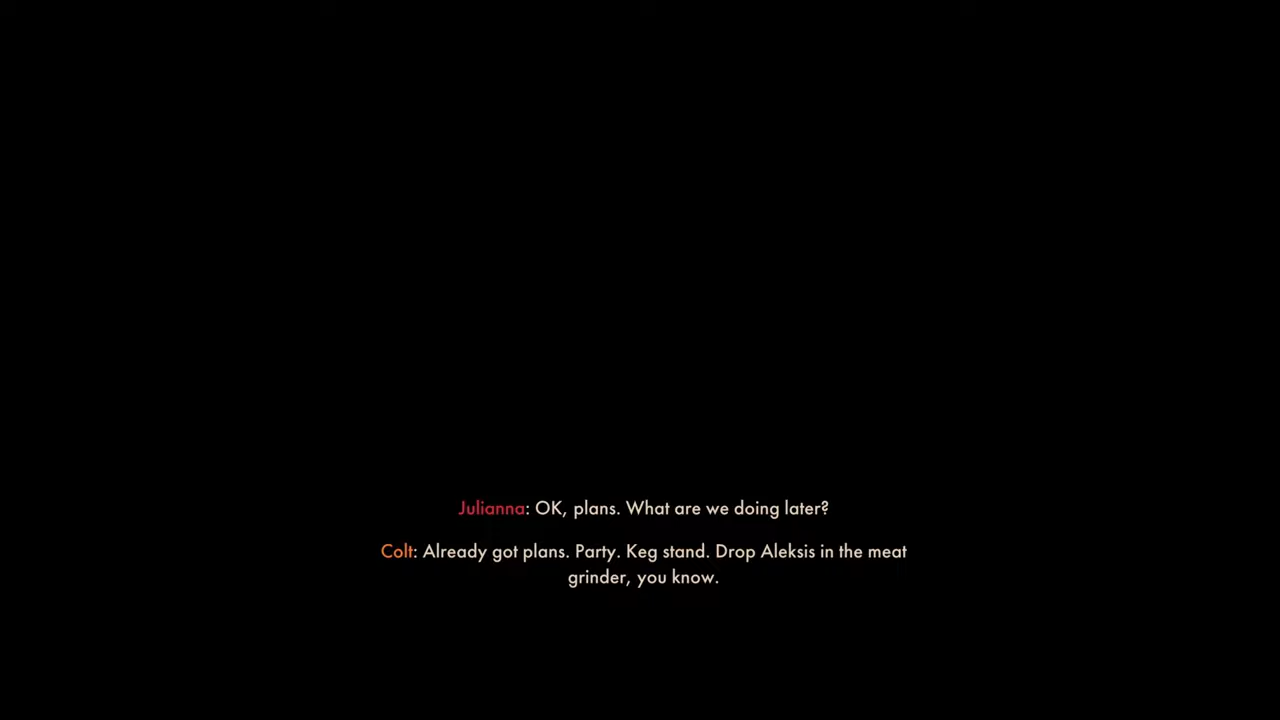 Julianna: OK, plans. What are we doing later?
Colt: Already got plans. Party. Keg stand. Drop Aleksis in the meat
grinder, you know.